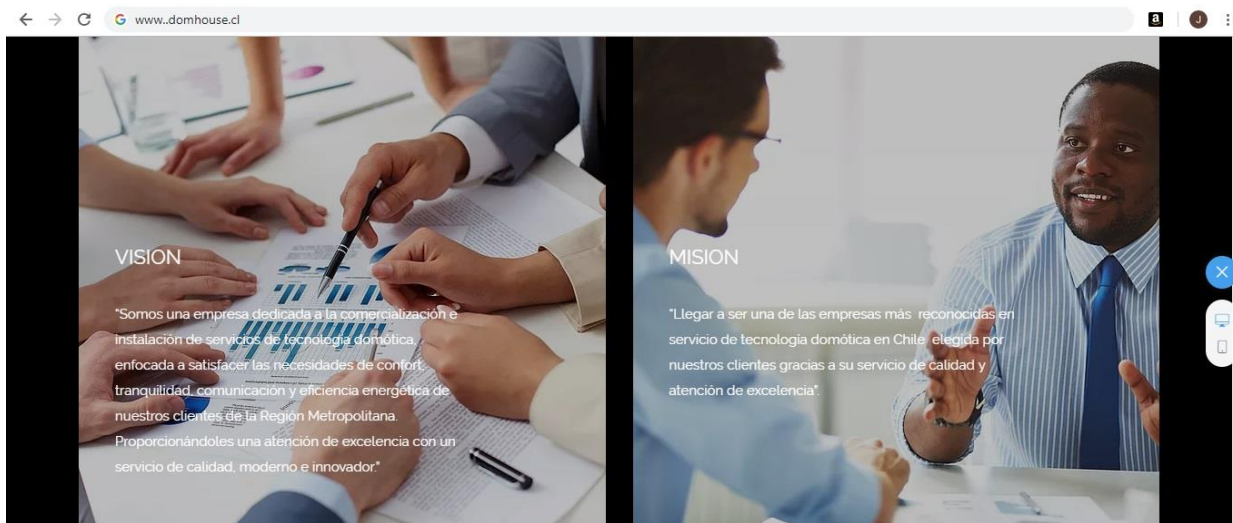 www..domhouse.cl
a
J
VISION
"Somos una empresa dedicada a la comercialización e
instalación de servicios de tecnología domótica,
enfocada a satisfacer las necesidades de confort,
tranquilidad, comunicación y eficiencia energética de
nuestros clientes de la Región Metropolitana.
Proporcionándoles una atención de excelencia con un
servicio de calidad, moderno e innovador."
MISION
"Llegar a ser una de las empresas más  reconocidas en
servicio de tecnología domótica en Chile, elegida por
nuestros clientes gracias a su servicio de calidad y
atención de excelencia".